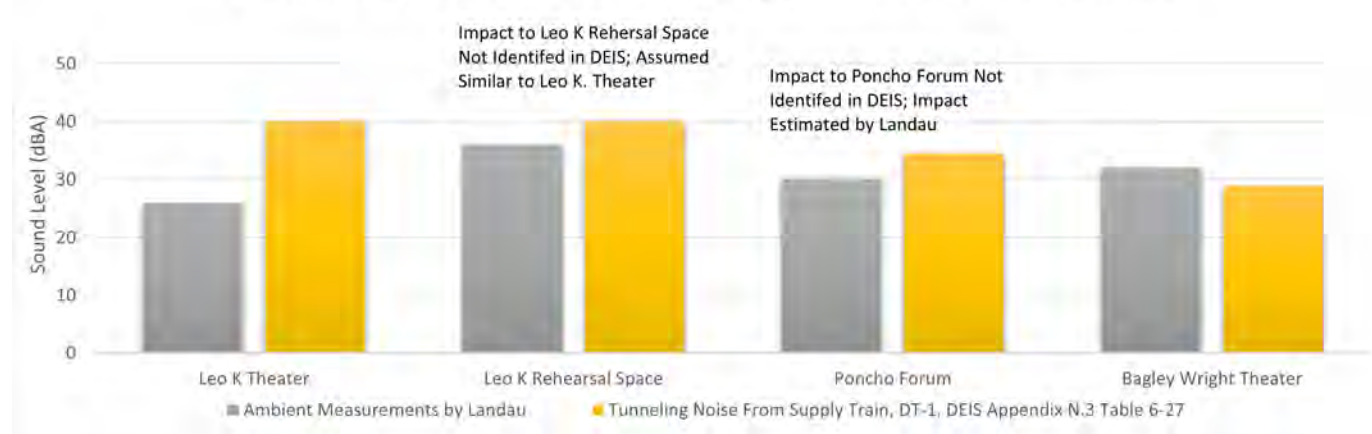 Impact to Leo K Rehersal Space
Not Identifed in DEIS; Assumed
Similar to Leo K. Theater
Impact to Poncho Forum Not
Identifed in DEIS; Impact
Estimated by Landau
Sound Level (dBA)
50
40
30
20
10
0
Leo K Theater
Leo K Rehearsal Space
Poncho Forum
Bagley Wright Theater
Ambient Measurements by Landau
Tunneling Noise From Supply Train, DT-1, DEIS Appendix N.3 Table 6-27